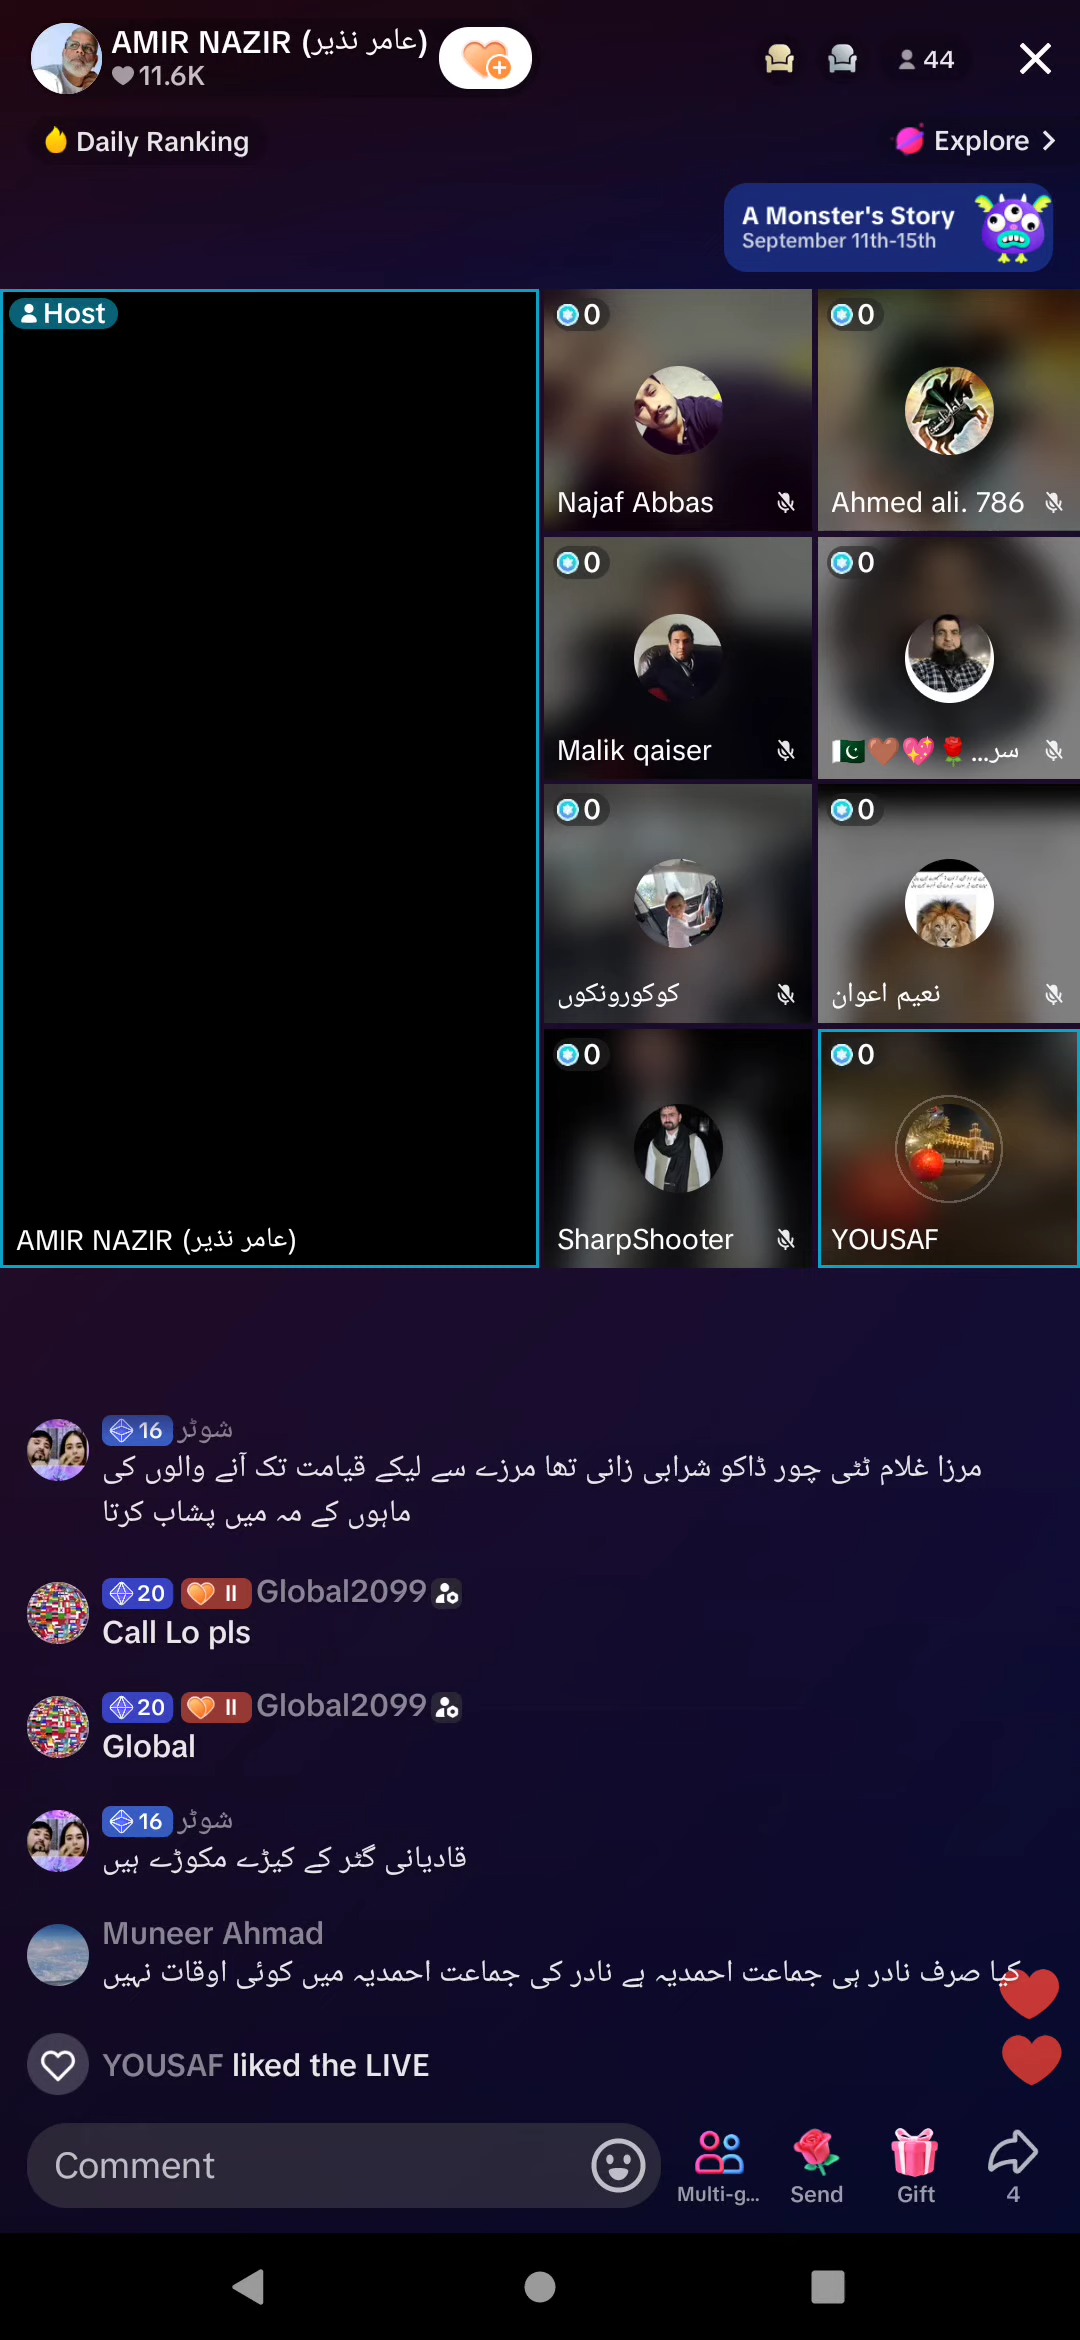 AMIR NAZIR (عامر نذیر)
11.6K
44
Daily Ranking
Explore
A Monster's Story
September 11th-15th
Host
AMIR NAZIR (عامر نذیر)
0
Najaf Abbas
0
Ahmed ali. 786
0
Malik qaiser
0
🇵🇰🤎💖🌹 سر...
0
کوکورونکوں
0
نعیم اعوان
0
SharpShooter
0
YOUSAF
16 شوٹر
مرزا غلام ٹٹی چور ڈاکو شرابی زانی تھا مرزے سے لیکے قیامت تک آنے والوں کی
ماہوں کے مہ میں پشاب کرتا
20 II Global2099
Call Lo pls
20 II Global2099
Global
16 شوٹر
قادیانی گٹر کے کیڑے مکوڑے ہیں
Muneer Ahmad
کیا صرف نادر ہی جماعت احمدیہ ہے نادر کی جماعت احمدیہ میں کوئی اوقات نہیں
YOUSAF liked the LIVE
Comment
Multi-g...
Send
Gift
4